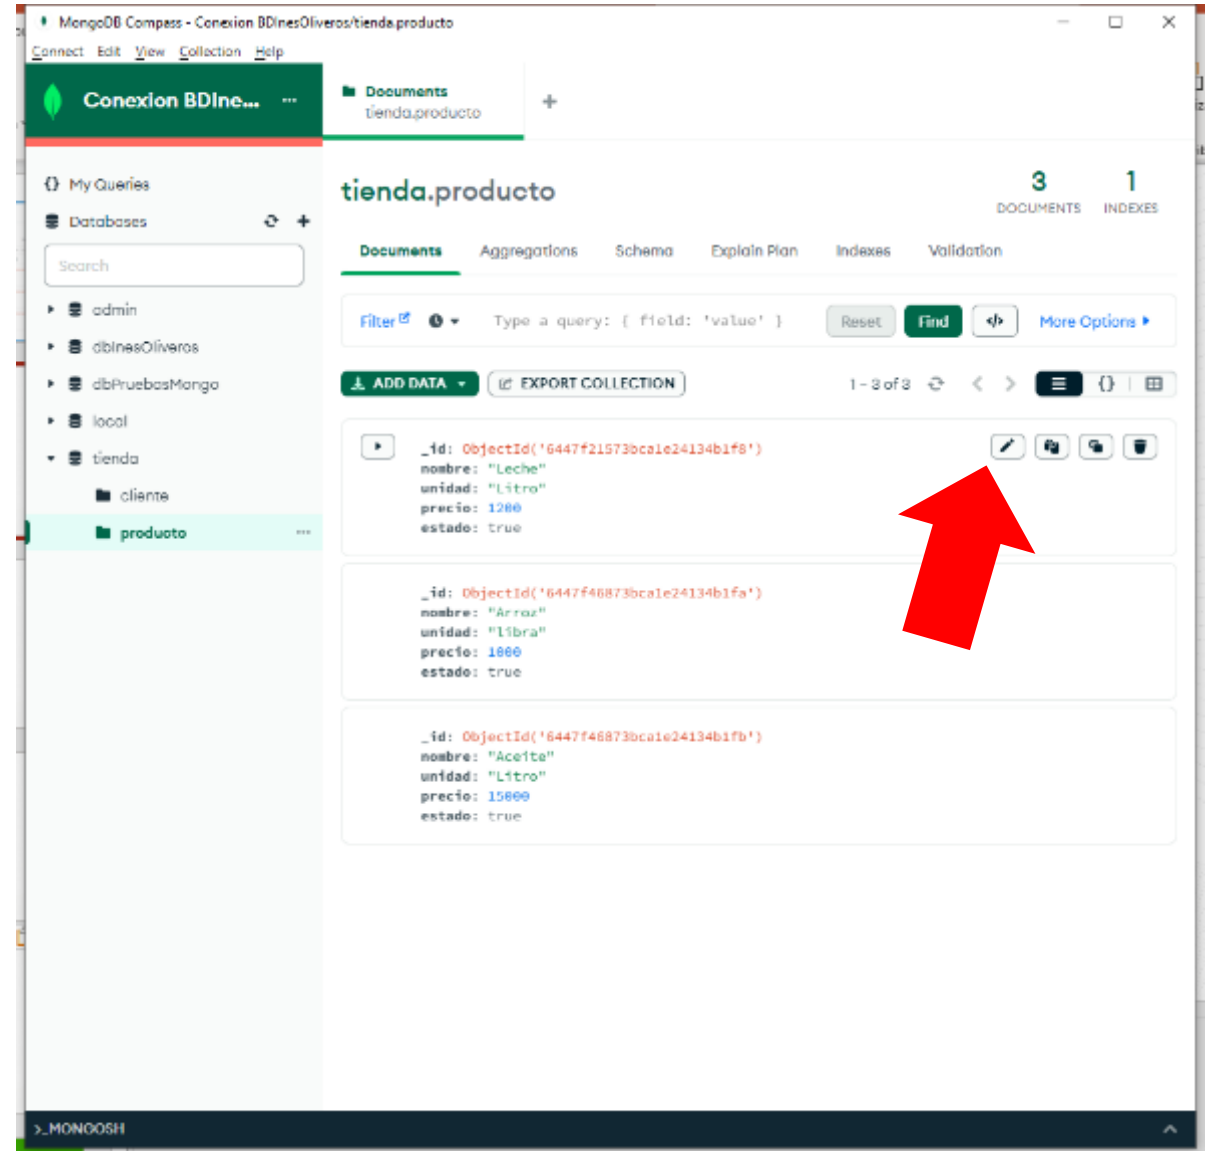 MongoDB Compass - Conexion BDInesOliveros/tienda.producto
Connect Edit View Collection Help
Conexion BDIne... ...
Documents
tienda.producto
+
{} My Queries
Databases
+
Search
admin
dbInesOliveros
dbPruebasMongo
local
tienda
cliente
producto ...
tienda.producto
3
DOCUMENTS
1
INDEXES
Documents Aggregations Schema Explain Plan Indexes Validation
Filter Type a query: { field: 'value' } Reset Find </> More Options
ADD DATA EXPORT COLLECTION 1 – 3 of 3 {}
_id: ObjectId('6447f21573bca1e24134b1f8')
nombre: "Leche"
unidad: "Litro"
precio: 1200
estado: true
_id: ObjectId('6447f46873bca1e24134b1fa')
nombre: "Arroz"
unidad: "libra"
precio: 1000
estado: true
_id: ObjectId('6447f46873bca1e24134b1fb')
nombre: "Aceite"
unidad: "Litro"
precio: 15000
estado: true
>_MONGOSH